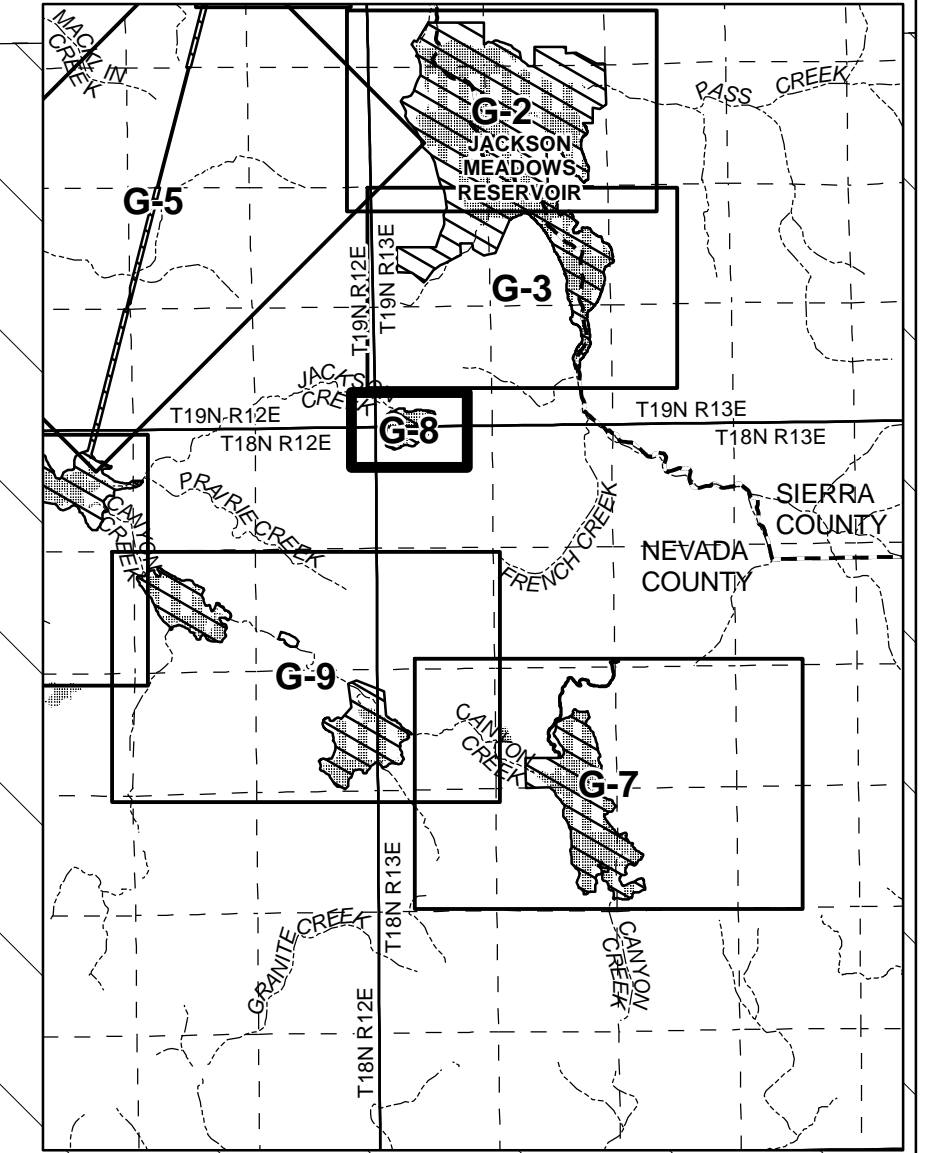 MACKLIN
CREEK
PASS CREEK
G-2
JACKSON
MEADOWS
RESERVOIR
G-5
T19N R12E
T19N R13E
G-3
JACKSON
CREEK
T19N R12E
T19N R13E
G-8
T18N R12E
T18N R13E
PRAIRIE CREEK
CANYON
CREEK
SIERRA
COUNTY
NEVADA
COUNTY
FRENCH CREEK
G-9
CANYON
CREEK
G-7
T18N R13E
GRANITE CREEK
CANYON
CREEK
T18N R12E